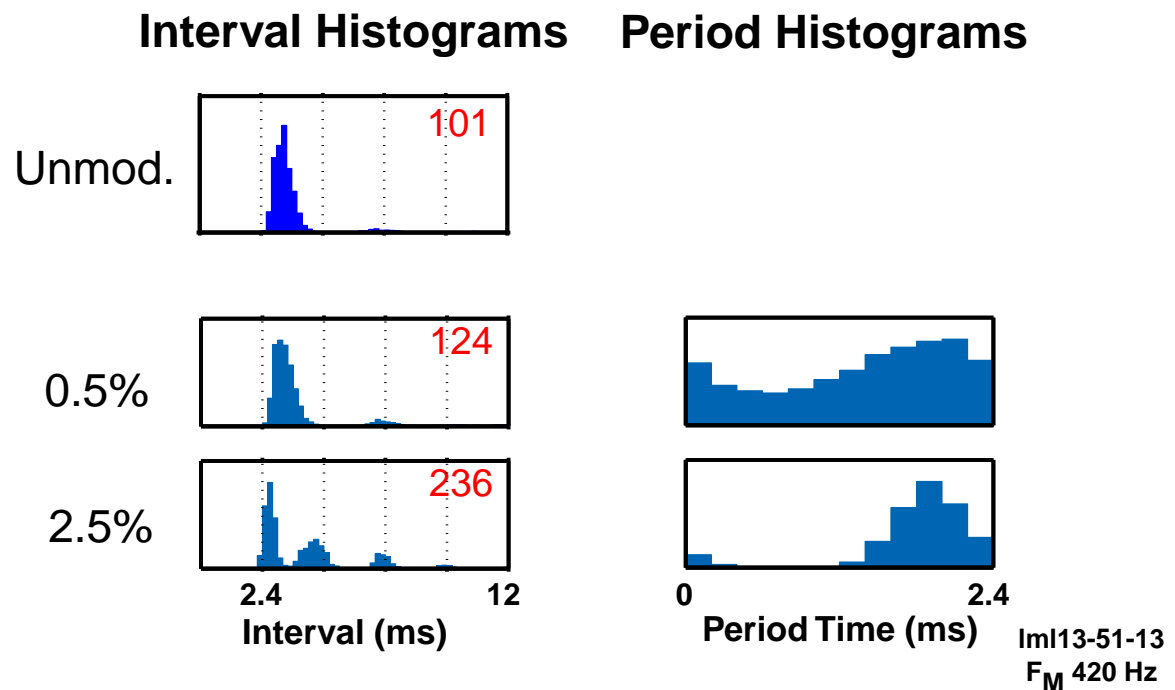 Interval Histograms Period Histograms
Unmod.
101
0.5%
124
2.5%
236
2.4 12
Interval (ms)
0 2.4
Period Time (ms)
lml13-51-13
FM 420 Hz